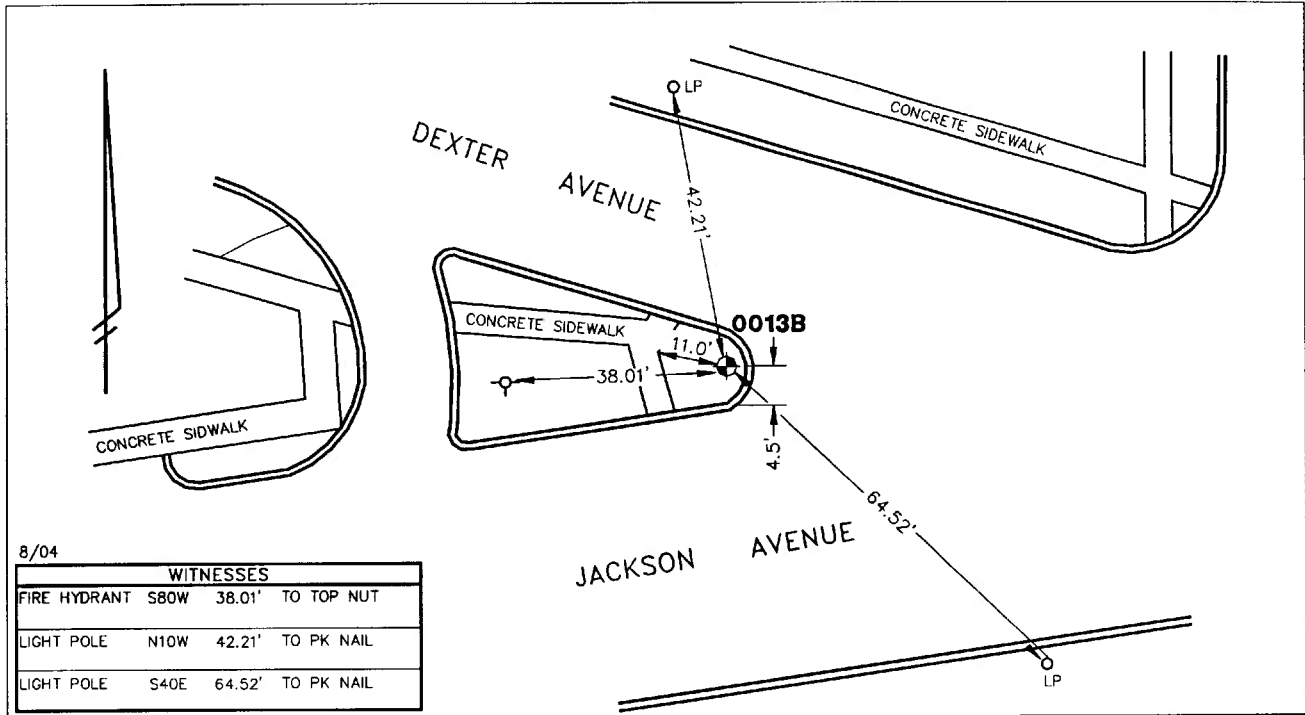 LP
CONCRETE SIDEWALK
DEXTER AVENUE
42.21'
0013B
CONCRETE SIDEWALK
11.0'
38.01'
4.5'
CONCRETE SIDWALK
64.52'
JACKSON AVENUE
LP
8/04
WITNESSES
FIRE HYDRANT S80W 38.01' TO TOP NUT
LIGHT POLE N10W 42.21' TO PK NAIL
LIGHT POLE S40E 64.52' TO PK NAIL